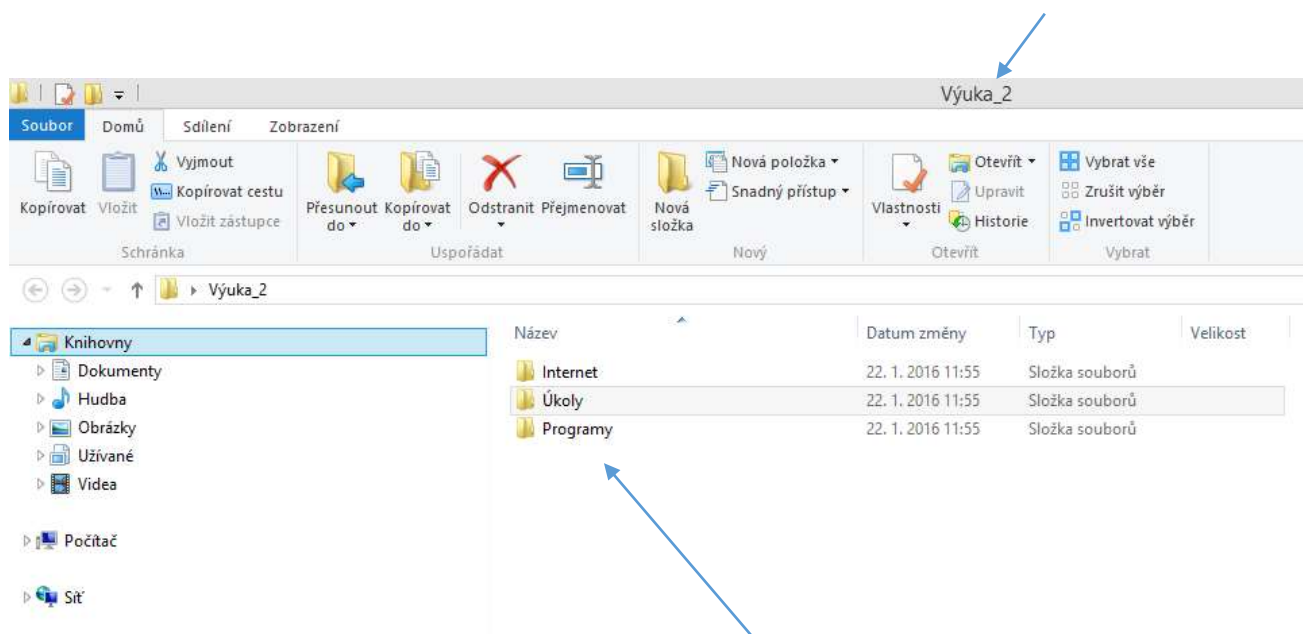 Výuka_2
Soubor Domů Sdílení Zobrazení
Kopírovat
Vložit
Vyjmout
Kopírovat cestu
Vložit zástupce
Schránka
Přesunout do
Kopírovat do
Odstranit
Přejmenovat
Uspořádat
Nová složka
Nová položka
Snadný přístup
Nový
Vlastnosti
Otevřít
Upravit
Historie
Otevřít
Vybrat vše
Zrušit výběr
Invertovat výběr
Vybrat
Výuka_2
Knihovny
Dokumenty
Hudba
Obrázky
Užívané
Videa
Počítač
Síť
Název Datum změny Typ Velikost
Internet 22. 1. 2016 11:55 Složka souborů
Úkoly 22. 1. 2016 11:55 Složka souborů
Programy 22. 1. 2016 11:55 Složka souborů